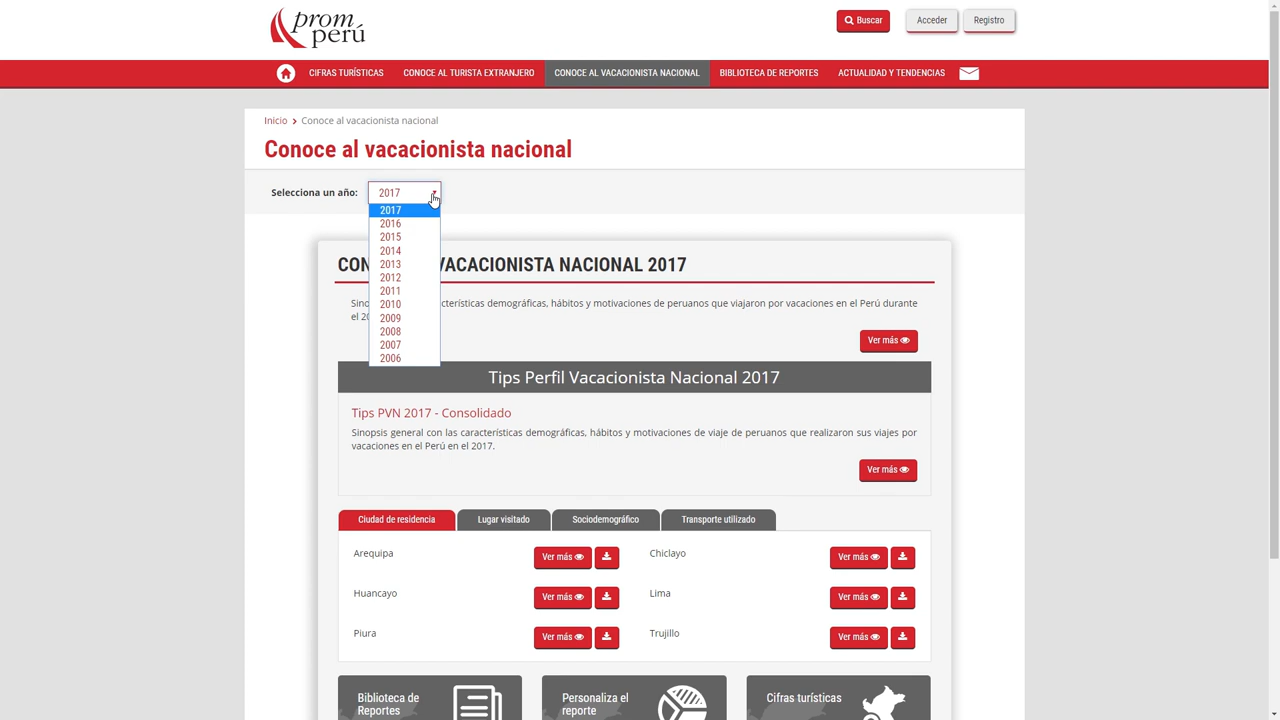 prom
perú
Buscar
Acceder
Registro
CIFRAS TURÍSTICAS
CONOCE AL TURISTA EXTRANJERO
CONOCE AL VACACIONISTA NACIONAL
BIBLIOTECA DE REPORTES
ACTUALIDAD Y TENDENCIAS
Inicio > Conoce al vacacionista nacional
Conoce al vacacionista nacional
Selecciona un año: 2017
2017
2016
2015
2014
2013
2012
2011
2010
2009
2008
2007
2006
VACACIONISTA NACIONAL 2017
demográficas, hábitos y motivaciones de peruanos que viajaron por vacaciones en el Perú durante
el
Ver más
Tips Perfil Vacacionista Nacional 2017
Tips PVN 2017 - Consolidado
Sinopsis general con las características demográficas, hábitos y motivaciones de viaje de peruanos que realizaron sus viajes por
vacaciones en el Perú en el 2017.
Ver más
Ciudad de residencia
Lugar visitado
Sociodemográfico
Transporte utilizado
Arequipa Ver más
Chiclayo Ver más
Huancayo Ver más
Lima Ver más
Piura Ver más
Trujillo Ver más
Biblioteca de
Reportes
Personaliza el
reporte
Cifras turísticas